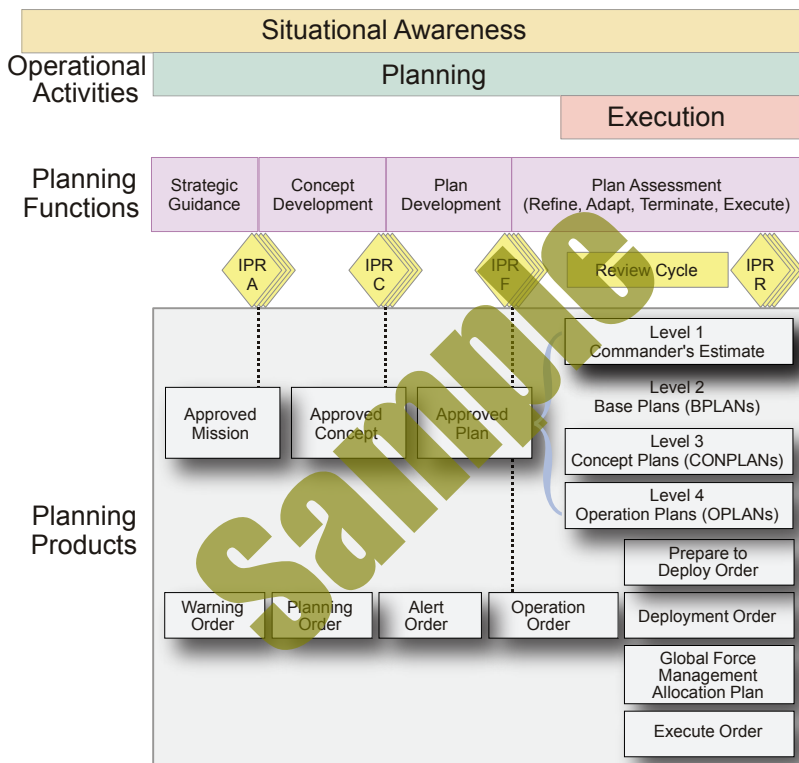 Situational Awareness
Operational
Activities
Planning
Execution
Planning
Functions
Strategic
Guidance
Concept
Development
Plan
Development
Plan Assessment
(Refine, Adapt, Terminate, Execute)
IPR
A
IPR
C
IPR
F
Review Cycle
IPR
R
Planning
Products
Approved
Mission
Approved
Concept
Approved
Plan
Level 1
Commander's Estimate
Level 2
Base Plans (BPLANs)
Level 3
Concept Plans (CONPLANs)
Level 4
Operation Plans (OPLANs)
Warning
Order
Planning
Order
Alert
Order
Operation
Order
Prepare to
Deploy Order
Deployment Order
Global Force
Management
Allocation Plan
Execute Order
Sample